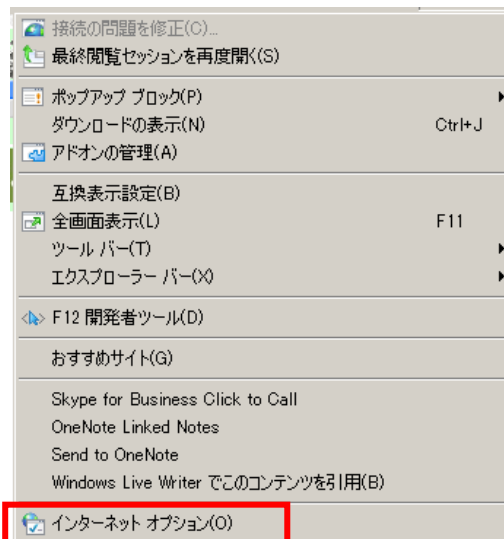 接続の問題を修正(C)...
最終閲覧セッションを再度開く(S)
ポップアップ ブロック(P)
ダウンロードの表示(N) Ctrl+J
アドオンの管理(A)
互換表示設定(B)
全画面表示(L) F11
ツール バー(T)
エクスプローラー バー(X)
F12 開発者ツール(D)
おすすめサイト(G)
Skype for Business Click to Call
OneNote Linked Notes
Send to OneNote
Windows Live Writer でこのコンテンツを引用(B)
インターネット オプション(O)